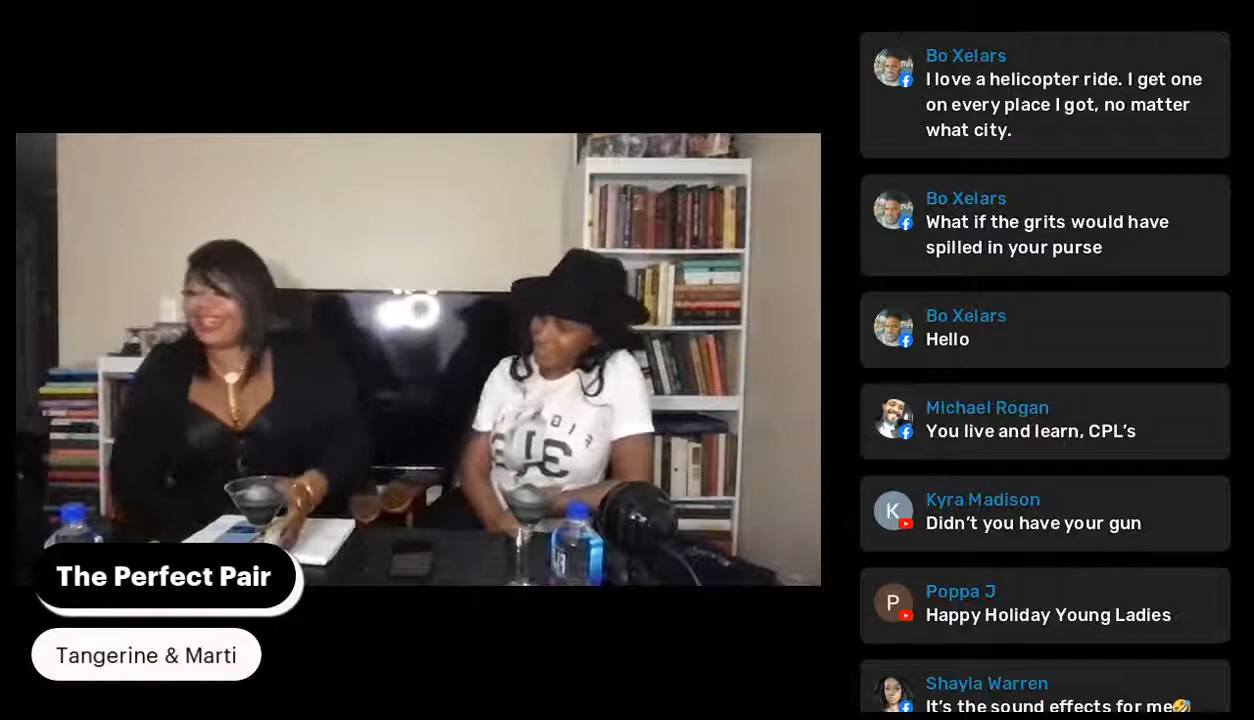 Bo Xelars
I love a helicopter ride. I get one
on every place I got, no matter
what city.
Bo Xelars
What if the grits would have
spilled in your purse
Bo Xelars
Hello
Michael Rogan
You live and learn, CPL’s
K
Kyra Madison
Didn’t you have your gun
P
Poppa J
Happy Holiday Young Ladies
Shayla Warren
It’s the sound effects for me🤣
The Perfect Pair
Tangerine & Marti